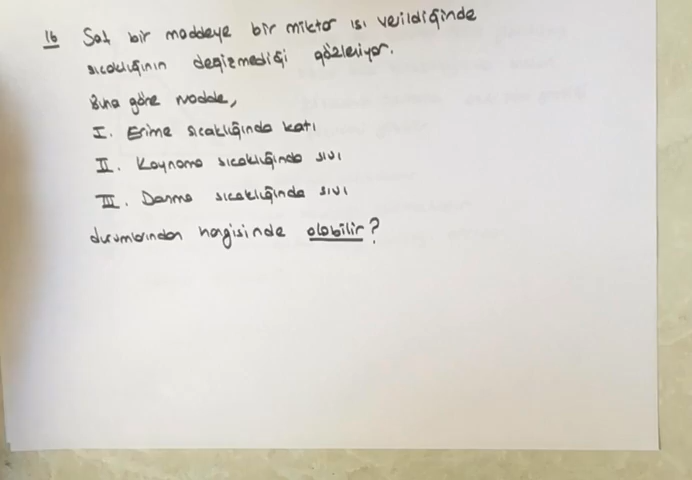 16 Saf bir maddeye bir miktar ısı verildiğinde
sıcaklığının değişmediği gözleniyor.
Buna göre madde,
I. Erime sıcaklığında katı
II. Kaynama sıcaklığında sıvı
III. Donma sıcaklığında sıvı
durumlarından hangisinde olabilir?